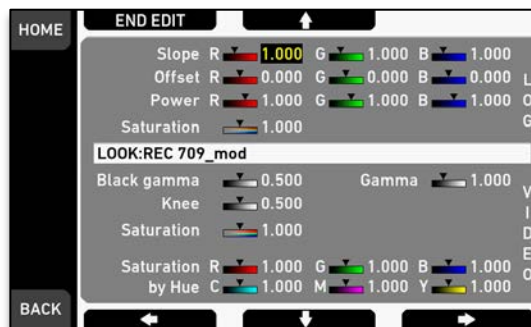 HOME
END EDIT
Slope R 1.000 G 1.000 B 1.000
Offset R 0.000 G 0.000 B 0.000
Power R 1.000 G 1.000 B 1.000
Saturation 1.000
LOOK:REC 709_mod
Black gamma 0.500 Gamma 1.000
Knee 0.500
Saturation 1.000
Saturation R 1.000 G 1.000 B 1.000
by Hue C 1.000 M 1.000 Y 1.000
L
O
G
V
I
D
E
O
BACK